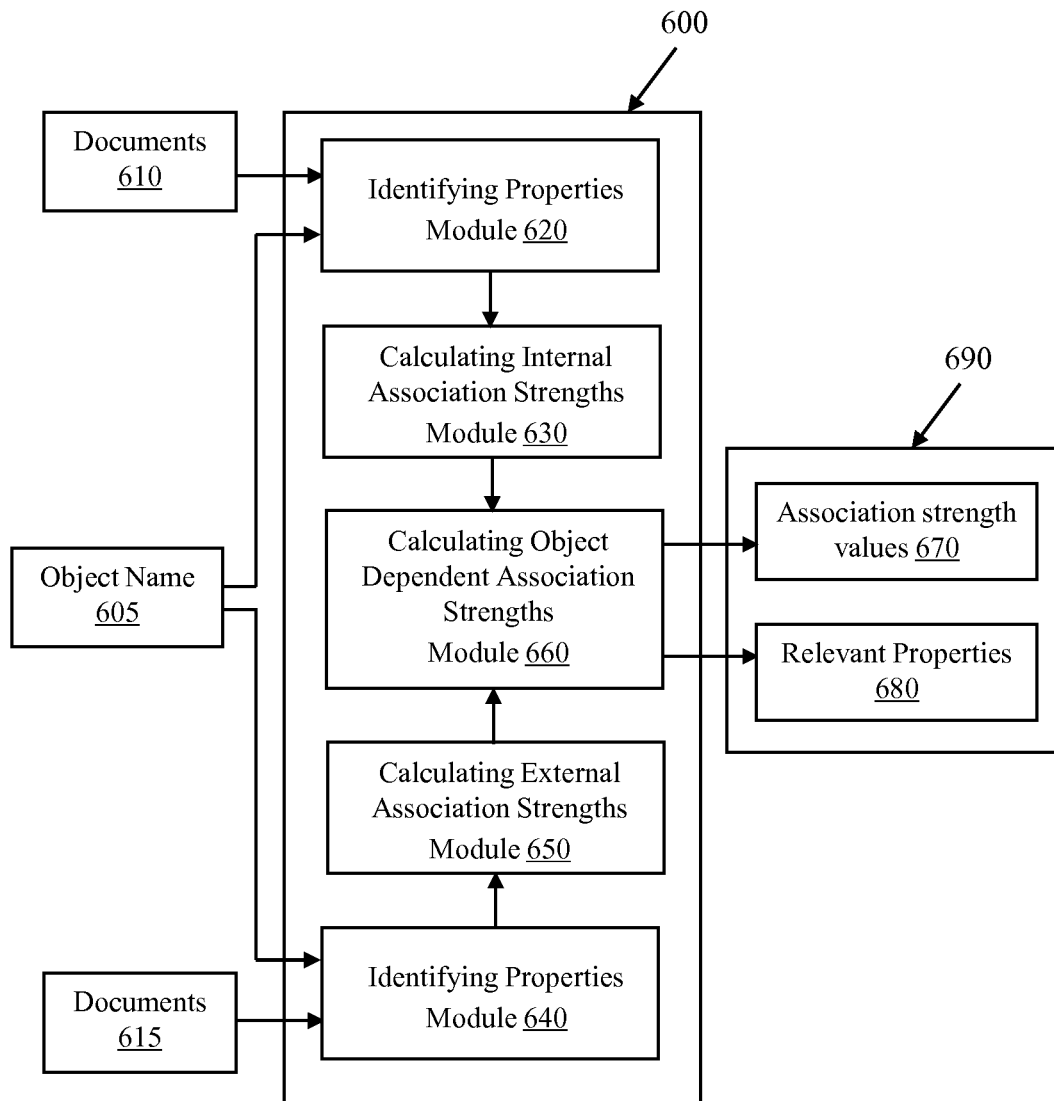 600
Documents
610
Identifying Properties
Module 620
Calculating Internal
Association Strengths
Module 630
690
Association strength
values 670
Calculating Object
Dependent Association
Strengths
Module 660
Object Name
605
Relevant Properties
680
Calculating External
Association Strengths
Module 650
Identifying Properties
Module 640
Documents
615